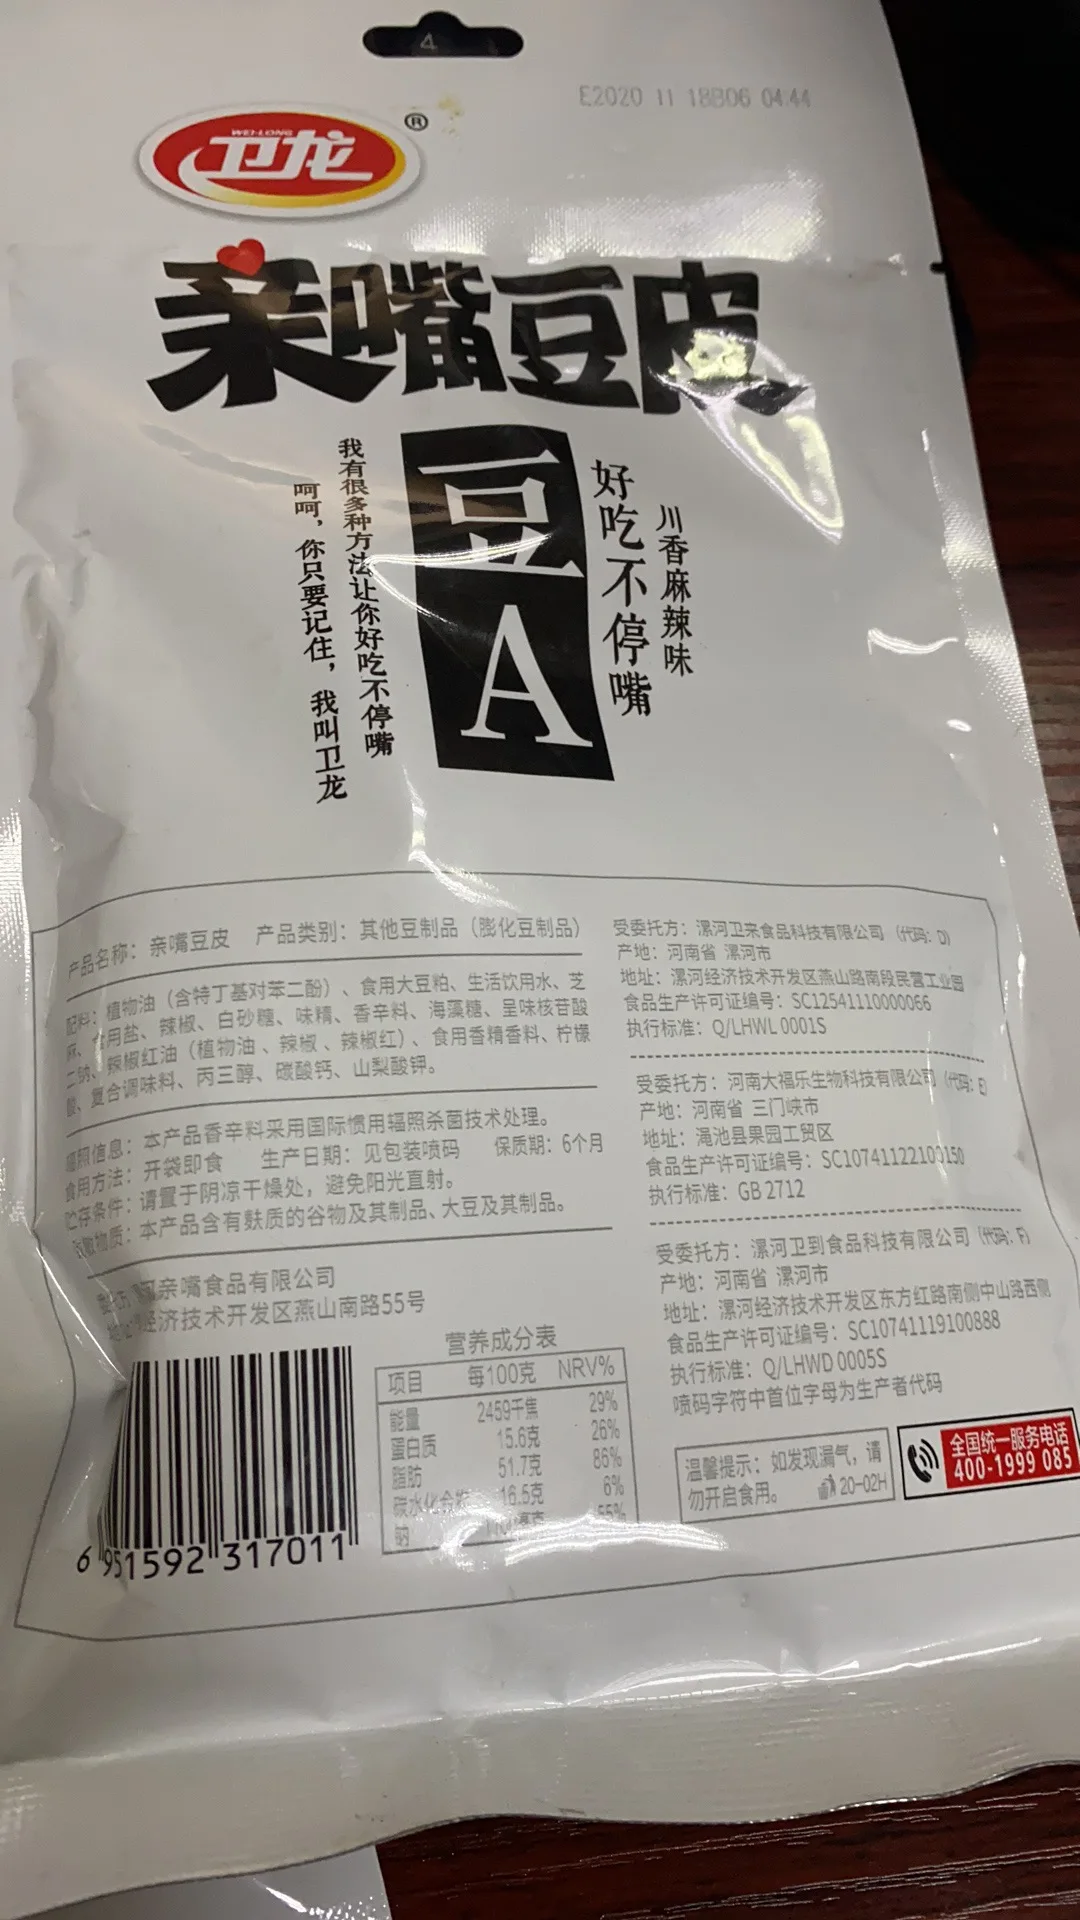 4
E2020 11 18B06 04:44
WEI-LONG
卫龙
®
亲嘴豆皮
川香麻辣味
好吃不停嘴
豆A
我有很多种方法让你好吃不停嘴
呵呵，你只要记住，我叫卫龙
产品名称：亲嘴豆皮 产品类别：其他豆制品（膨化豆制品）
配料：植物油（含特丁基对苯二酚）、食用大豆粕、生活饮用水、芝
麻、食用盐、辣椒、白砂糖、味精、香辛料、海藻糖、呈味核苷酸
二钠、辣椒红油（植物油、辣椒、辣椒红）、食用香精香料、柠檬
酸、复合调味料、丙三醇、碳酸钙、山梨酸钾。
辐照信息：本产品香辛料采用国际惯用辐照杀菌技术处理。
食用方法：开袋即食 生产日期：见包装喷码 保质期：6个月
贮存条件：请置于阴凉干燥处，避免阳光直射。
物质：本产品含有麸质的谷物及其制品、大豆及其制品。
亲嘴食品有限公司
经济技术开发区燕山南路55号
6 951592 317011
营养成分表
项目 每100克 NRV%
能量 2459千焦 29%
蛋白质 15.6克 26%
脂肪 51.7克 86%
碳水化合物 16.5克 6%
钠 55%
受委托方：漯河卫来食品科技有限公司（代码：D）
产地：河南省 漯河市
地址：漯河经济技术开发区燕山路南段民营工业园
食品生产许可证编号：SC12541110000066
执行标准：Q/LHWL 0001S
受委托方：河南大福乐生物科技有限公司（代码：E）
产地：河南省 三门峡市
地址：渑池县果园工贸区
食品生产许可证编号：SC10741122103150
执行标准：GB 2712
受委托方：漯河卫到食品科技有限公司（代码：F）
产地：河南省 漯河市
地址：漯河经济技术开发区东方红路南侧中山路西侧
食品生产许可证编号：SC10741119100888
执行标准：Q/LHWD 0005S
喷码字符中首位字母为生产者代码
温馨提示：如发现漏气，请
勿开启食用。 20-02H
全国统一服务电话
400-1999 085